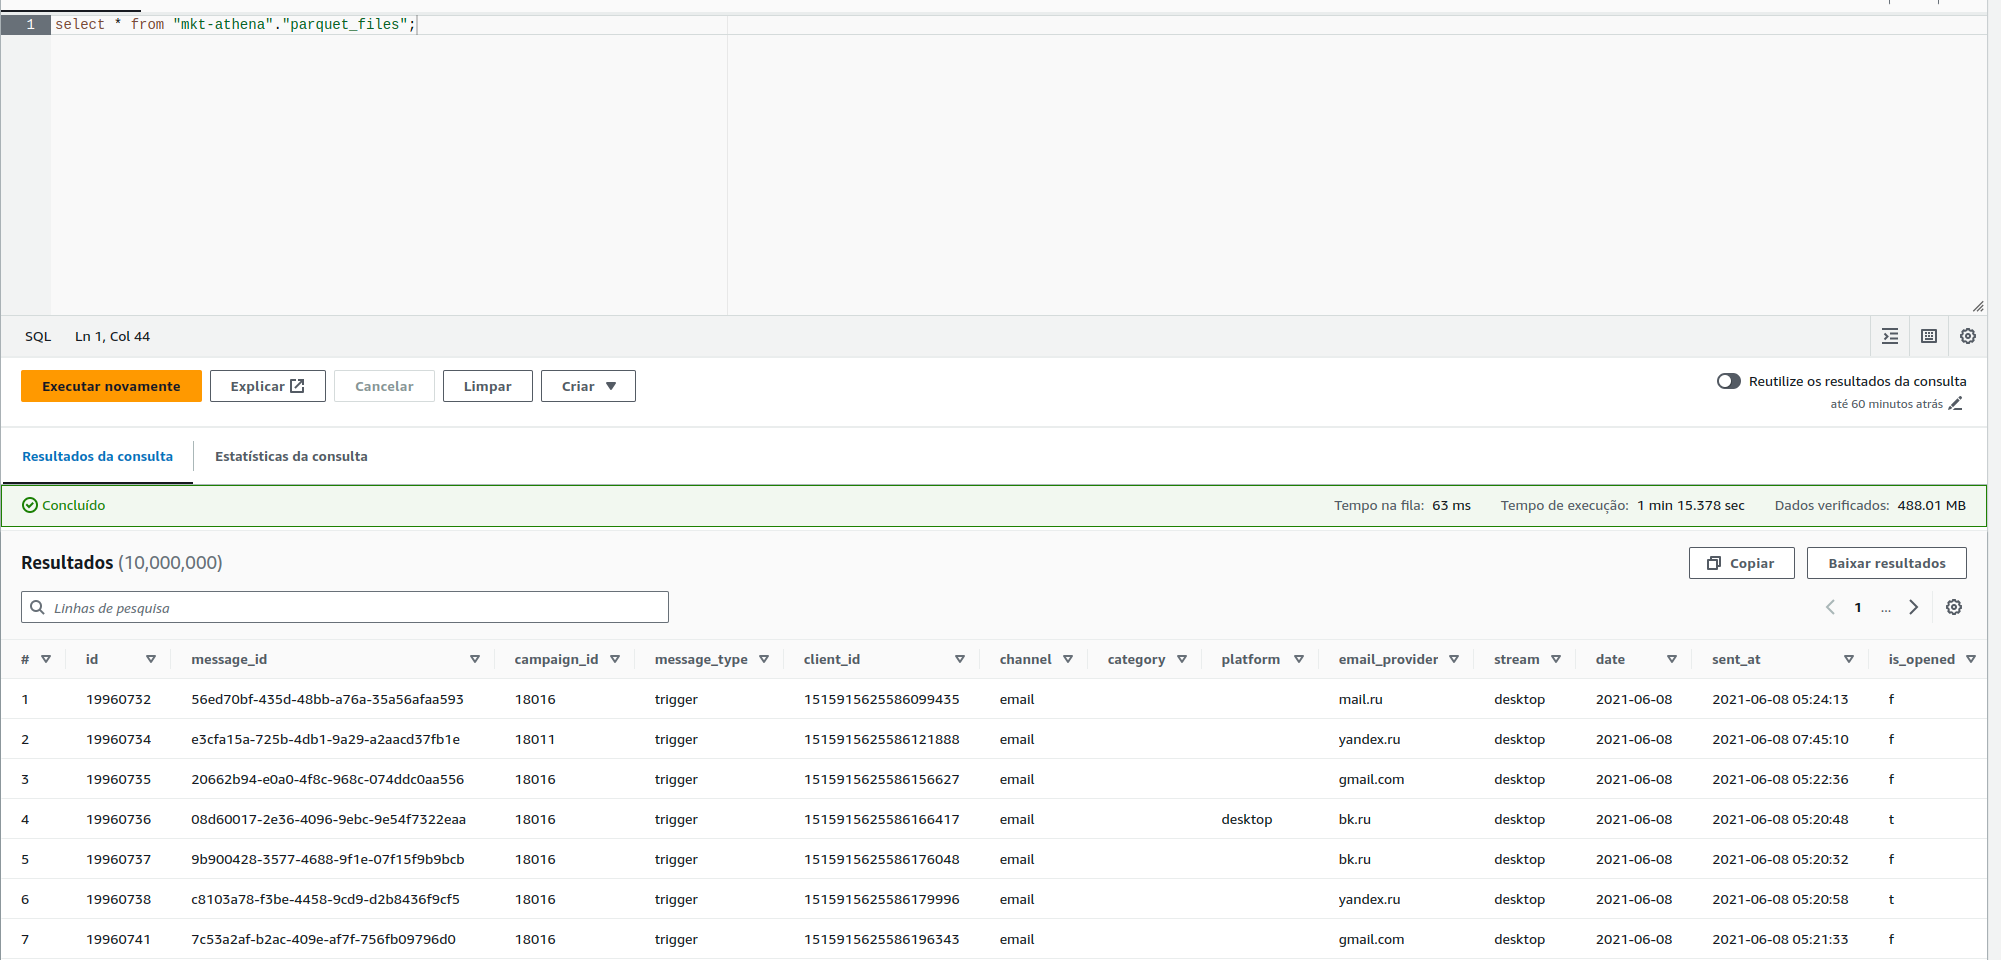 1 select * from "mkt-athena"."parquet_files";
SQL Ln 1, Col 44
Executar novamente Explicar Cancelar Limpar Criar Reutilize os resultados da consulta
até 60 minutos atrás
Resultados da consulta Estatísticas da consulta
Concluído Tempo na fila: 63 ms Tempo de execução: 1 min 15.378 sec Dados verificados: 488.01 MB
Resultados (10,000,000) Copiar Baixar resultados
Linhas de pesquisa 1 ...
# id message_id campaign_id message_type client_id channel category platform email_provider stream date sent_at is_opened
1 19960732 56ed70bf-435d-48bb-a76a-35a56afaa593 18016 trigger 1515915625586099435 email mail.ru desktop 2021-06-08 2021-06-08 05:24:13 f
2 19960734 e3cfa15a-725b-4db1-9a29-a2aacd37fb1e 18011 trigger 1515915625586121888 email yandex.ru desktop 2021-06-08 2021-06-08 07:45:10 f
3 19960735 20662b94-e0a0-4f8c-968c-074ddc0aa556 18016 trigger 1515915625586156627 email gmail.com desktop 2021-06-08 2021-06-08 05:22:36 f
4 19960736 08d60017-2e36-4096-9ebc-9e54f7322eaa 18016 trigger 1515915625586166417 email desktop bk.ru desktop 2021-06-08 2021-06-08 05:20:48 t
5 19960737 9b900428-3577-4688-9f1e-07f15f9b9bcb 18016 trigger 1515915625586176048 email bk.ru desktop 2021-06-08 2021-06-08 05:20:32 f
6 19960738 c8103a78-f3be-4458-9cd9-d2b8436f9cf5 18016 trigger 1515915625586179996 email yandex.ru desktop 2021-06-08 2021-06-08 05:20:58 t
7 19960741 7c53a2af-b2ac-409e-af7f-756fb09796d0 18016 trigger 1515915625586196343 email gmail.com desktop 2021-06-08 2021-06-08 05:21:33 f